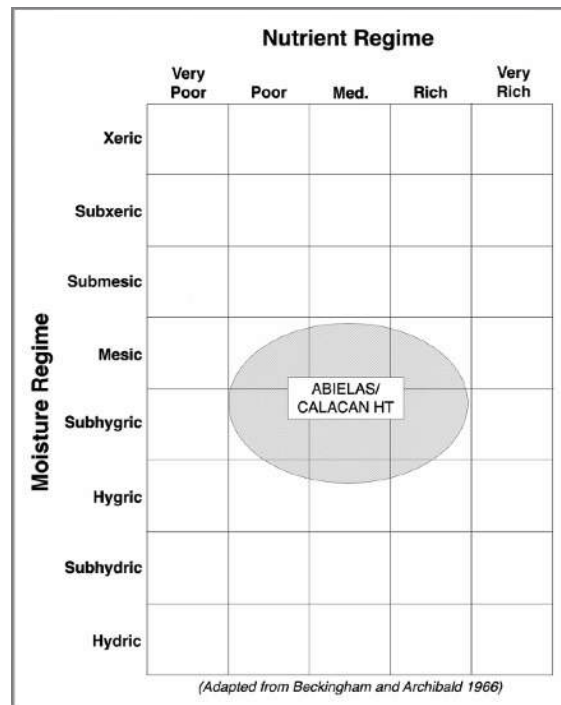 Nutrient Regime
Very Poor Poor Med. Rich Very Rich
Moisture Regime
Xeric
Subxeric
Submesic
Mesic
Subhygric
Hygric
Subhydric
Hydric
ABIELAS/
CALACAN HT
(Adapted from Beckingham and Archibald 1966)